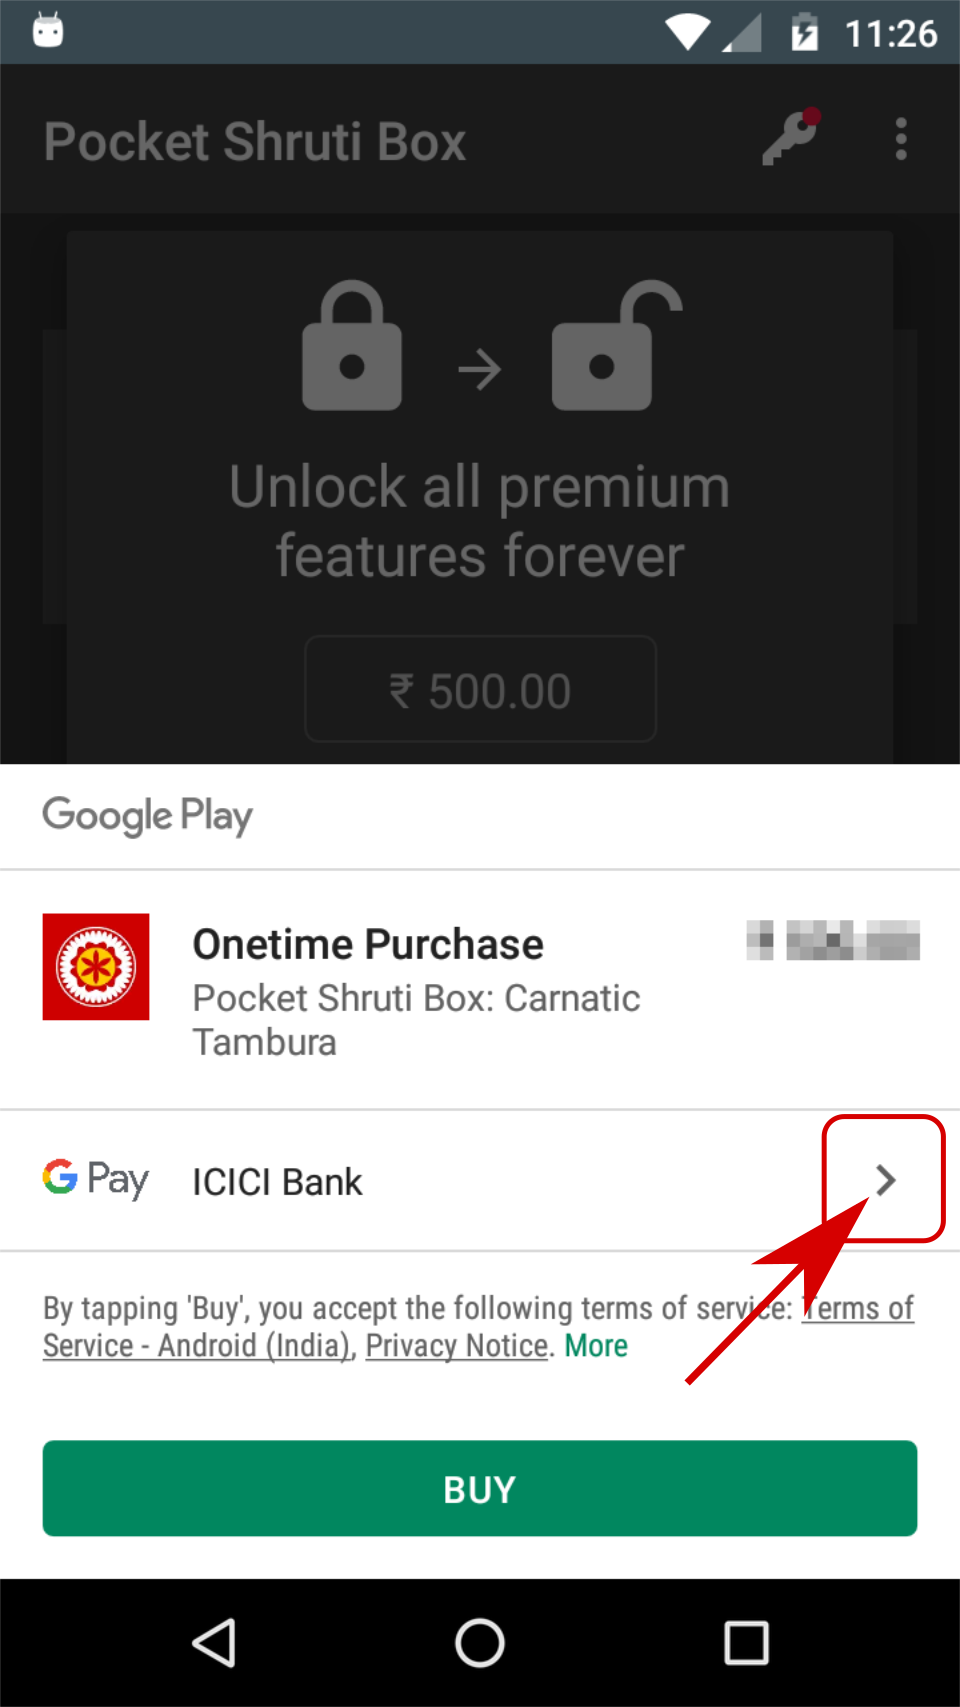 11:26
Pocket Shruti Box
Unlock all premium
features forever
₹ 500.00
Google Play
Onetime Purchase
Pocket Shruti Box: Carnatic
Tambura
G Pay ICICI Bank
By tapping 'Buy', you accept the following terms of service: Terms of
Service - Android (India), Privacy Notice. More
BUY